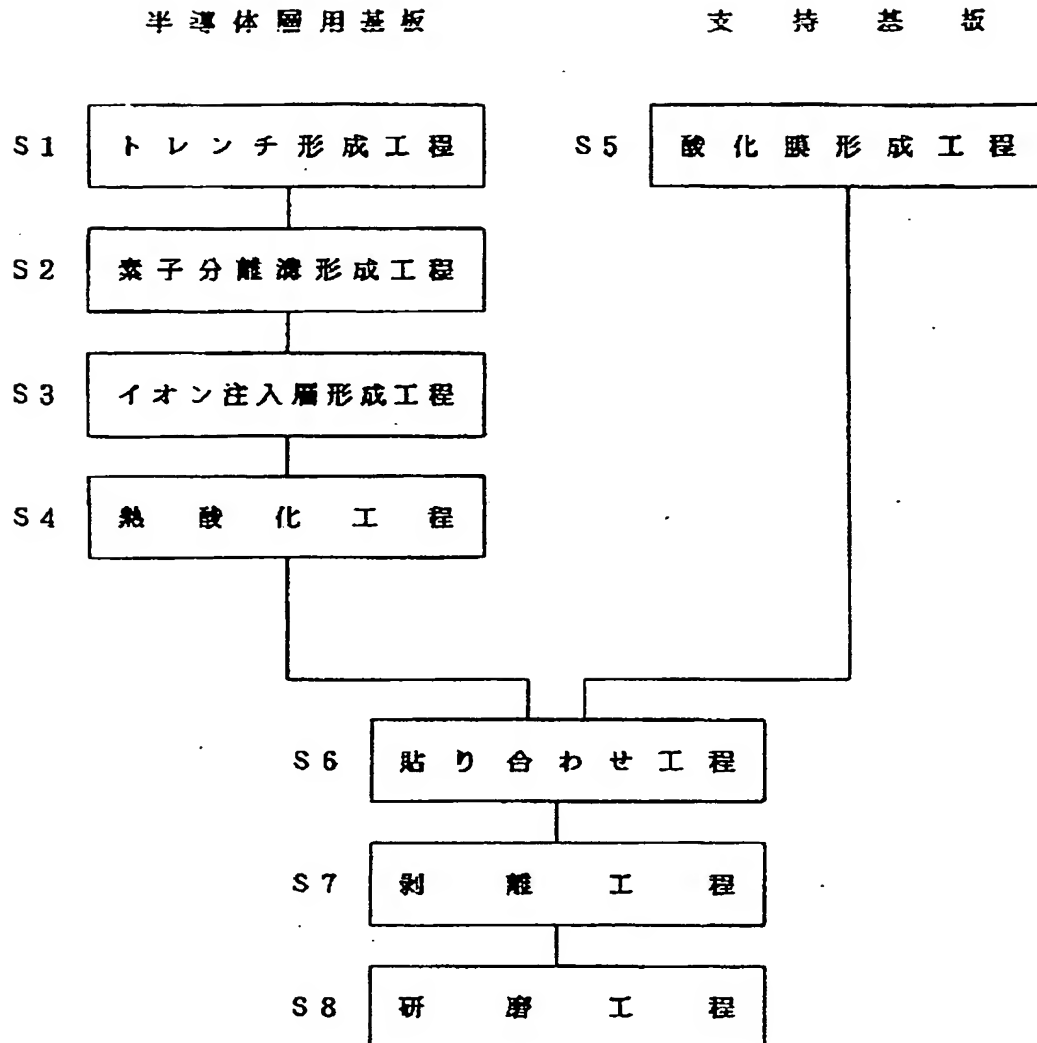 半導体層用基板
支持基板
S1 トレンチ形成工程
S5 酸化膜形成工程
S2 素子分離溝形成工程
S3 イオン注入層形成工程
S4 熱酸化工程
S6 貼り合わせ工程
S7 剥離工程
S8 研磨工程